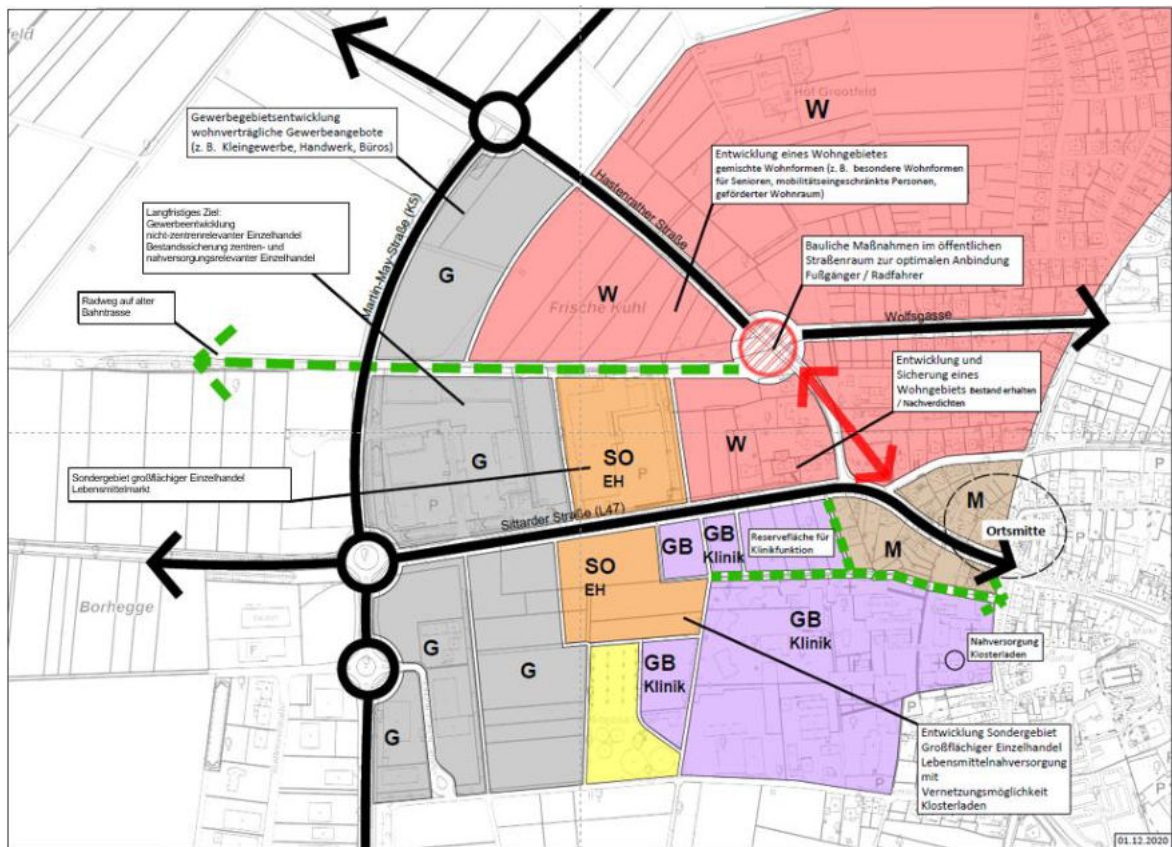 Gewerbegebietsentwicklung
wohnverträgliche Gewerbeangebote
(z. B. Kleingewerbe, Handwerk, Büros)
Hof Grootfeld
W
Langfristiges Ziel:
Gewerbeentwicklung
nicht-zentrenrelevanter Einzelhandel
Bestandssicherung zentren- und
nahversorgungsrelevanter Einzelhandel
Martin-May-Straße (K5)
Hastenrather Straße
Entwicklung eines Wohngebietes
gemischte Wohnformen (z. B. besondere Wohnformen
für Senioren, mobilitätseingeschränkte Personen,
geförderter Wohnraum)
Bauliche Maßnahmen im öffentlichen
Straßenraum zur optimalen Anbindung
Fußgänger / Radfahrer
G
W
Frische Kuhl
Radweg auf alter
Bahntrasse
Wolfsgasse
Entwicklung und
Sicherung eines
Wohngebiets Bestand erhalten
/ Nachverdichten
G
SO
EH
W
P
P
Sondergebiet großflächiger Einzelhandel
Lebensmittelmarkt
Sittarder Straße (L47)
M
Ortsmitte
GB
GB
Klinik
Reservefläche für
Klinikfunktion
M
SO
EH
Borhegge
F
G
G
GB
Klinik
GB
Klinik
Nahversorgung
Klosterladen
G
P
P
P
Entwicklung Sondergebiet
Großflächiger Einzelhandel
Lebensmittelnahversorgung
mit
Vernetzungsmöglichkeit
Klosterladen
01.12.2020